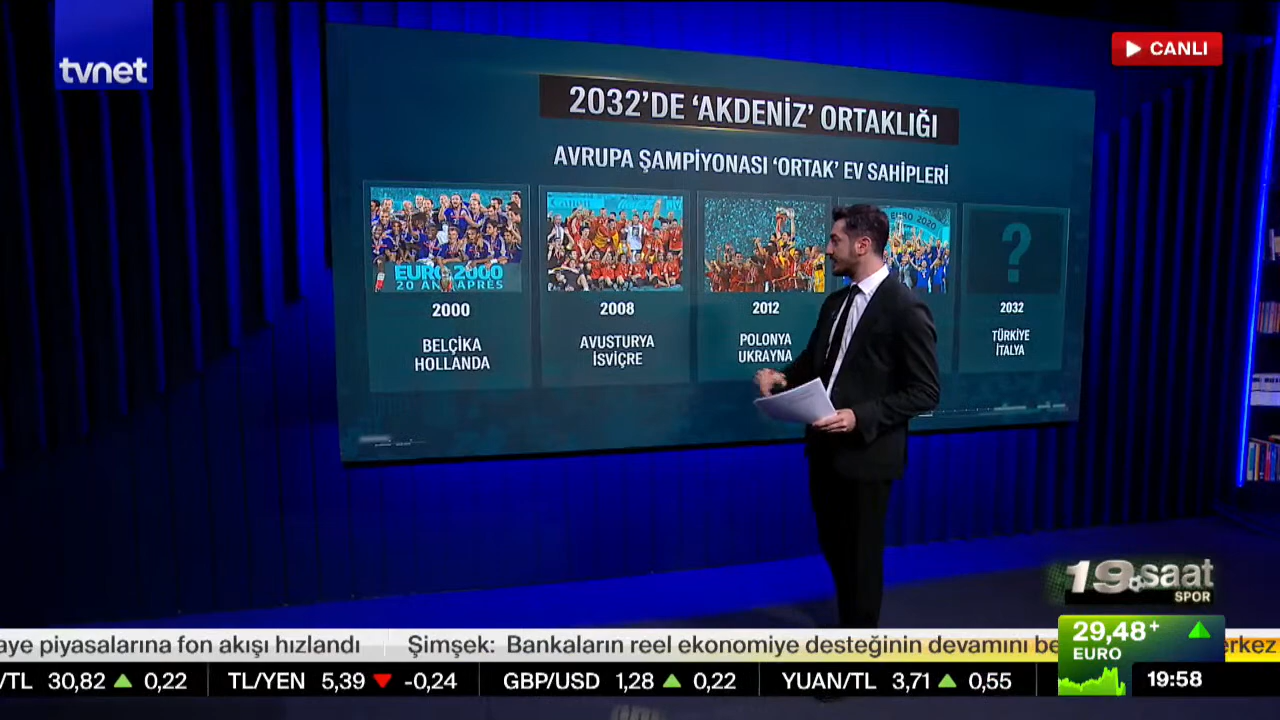 tvnet
CANLI
2032'DE 'AKDENİZ' ORTAKLIĞI
AVRUPA ŞAMPİYONASI 'ORTAK' EV SAHİPLERİ
EURO 2000
20 ANS APRÈS
EURO 2020
?
2000
BELÇİKA
HOLLANDA
2008
AVUSTURYA
İSVİÇRE
2012
POLONYA
UKRAYNA
2032
TÜRKİYE
İTALYA
19.saat
SPOR
aye piyasalarına fon akışı hızlandı Şimşek: Bankaların reel ekonomiye desteğinin devamını be
erkez
29,48+
EURO
/TL 30,82 0,22 TL/YEN 5,39 -0,24 GBP/USD 1,28 0,22 YUAN/TL 3,71 0,55
19:58